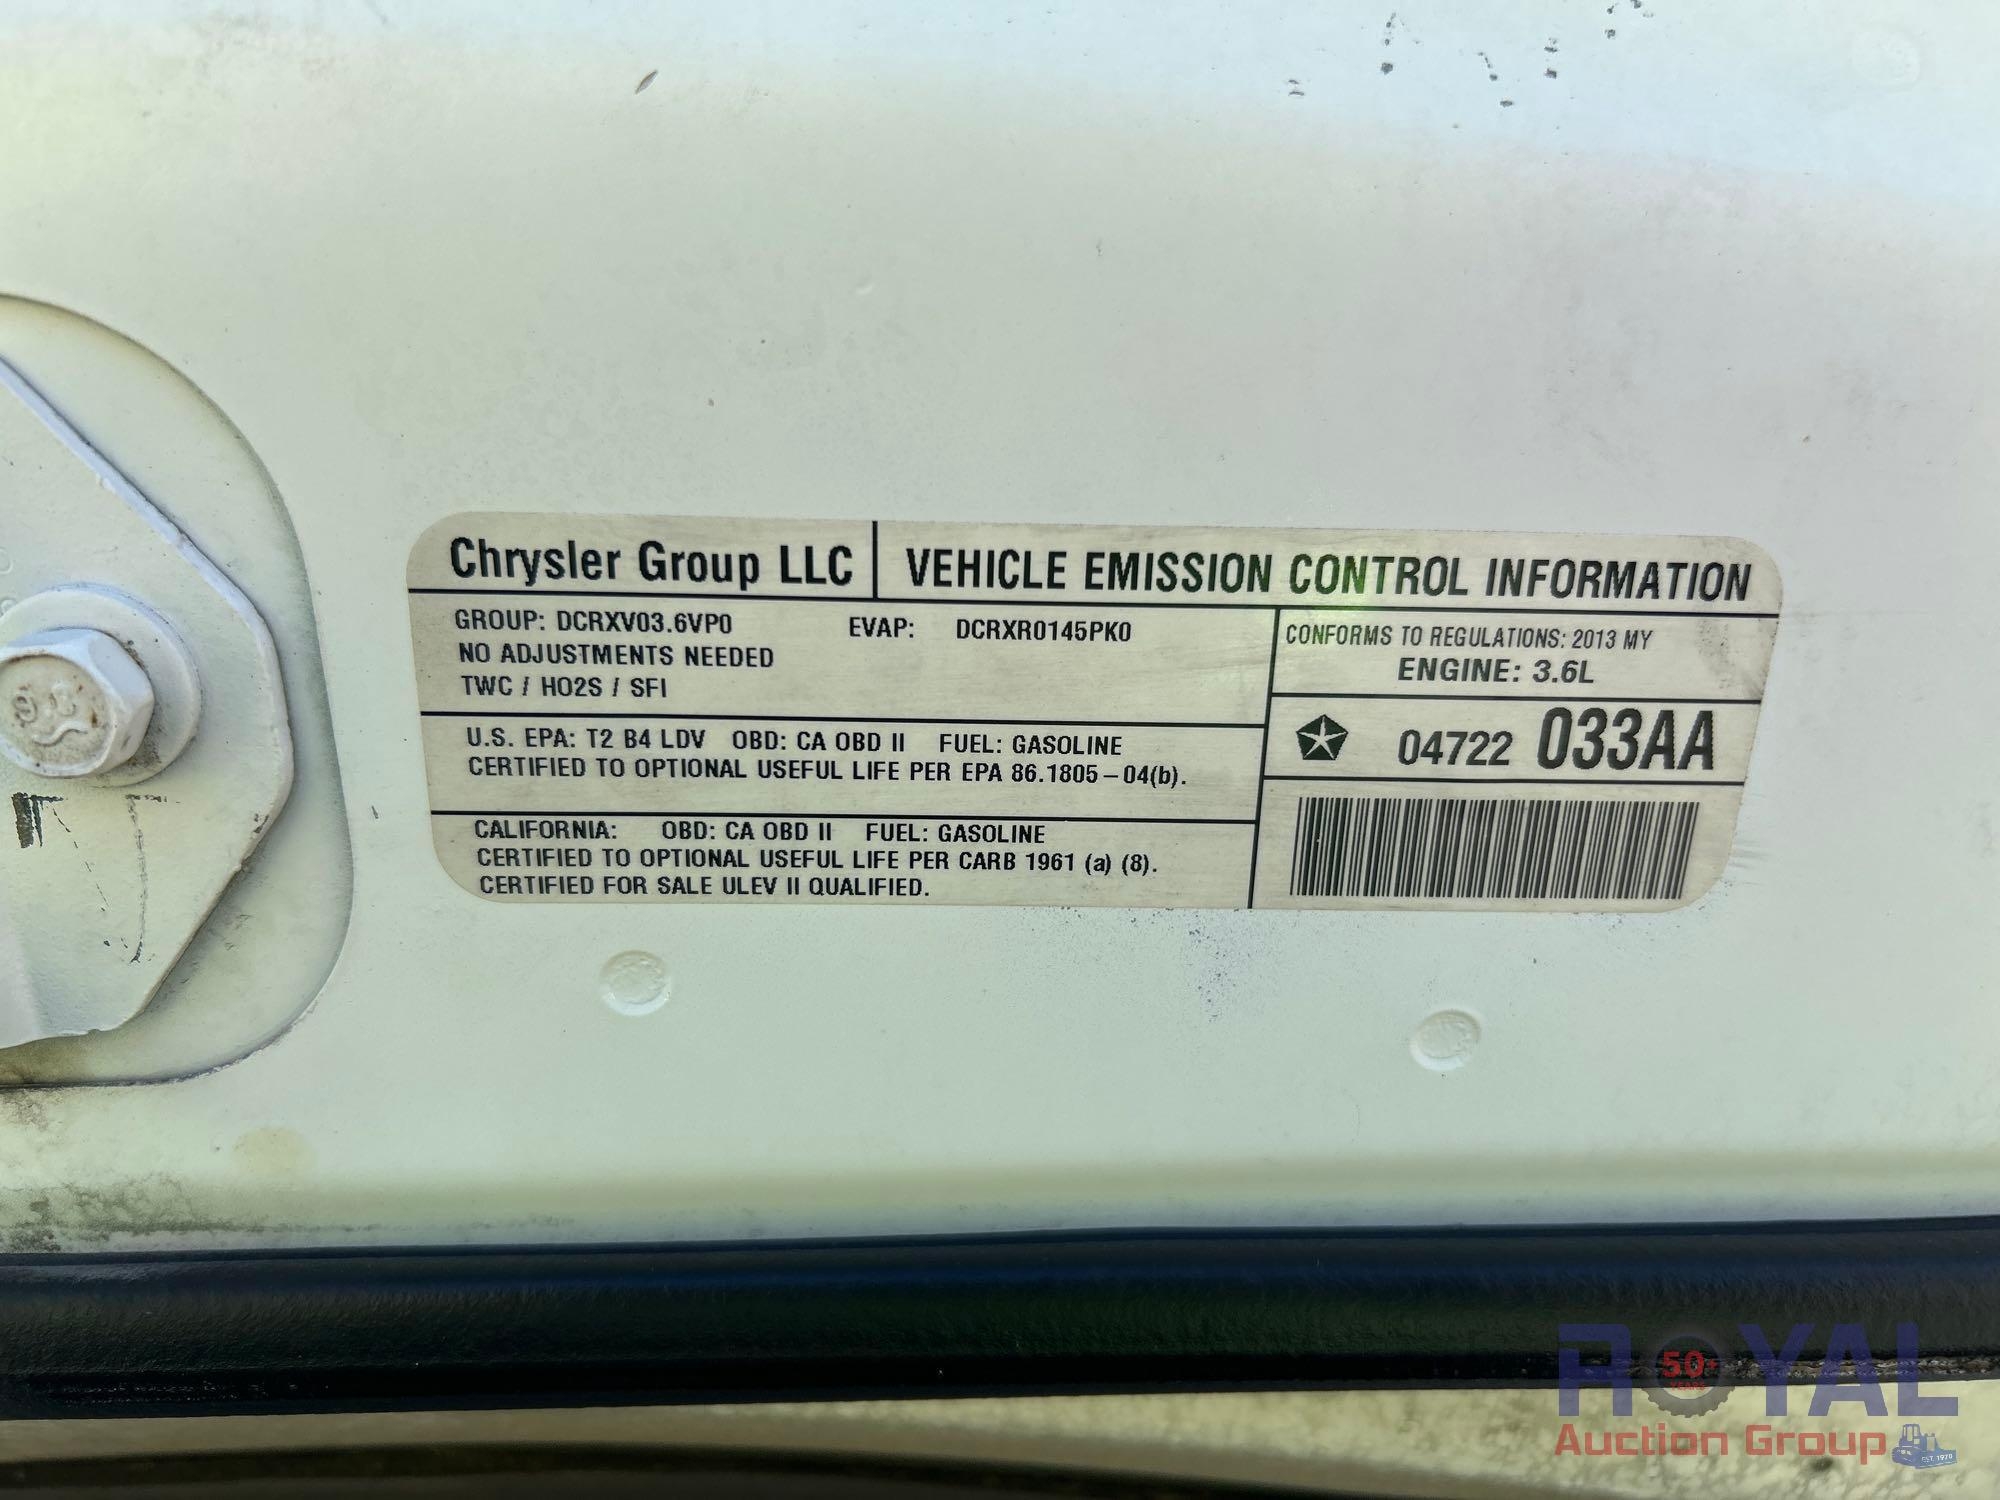 Chrysler Group LLC
VEHICLE EMISSION CONTROL INFORMATION
GROUP: DCRXV03.6VP0 EVAP: DCRXR0145PK0
NO ADJUSTMENTS NEEDED
TWC / HO2S / SFI
CONFORMS TO REGULATIONS: 2013 MY
ENGINE: 3.6L
U.S. EPA: T2 B4 LDV OBD: CA OBD II FUEL: GASOLINE
CERTIFIED TO OPTIONAL USEFUL LIFE PER EPA 86.1805-04(b).
04722 033AA
CALIFORNIA: OBD: CA OBD II FUEL: GASOLINE
CERTIFIED TO OPTIONAL USEFUL LIFE PER CARB 1961 (a) (8).
CERTIFIED FOR SALE ULEV II QUALIFIED.
ROYAL
50+
YEARS
Auction Group
EST. 1970